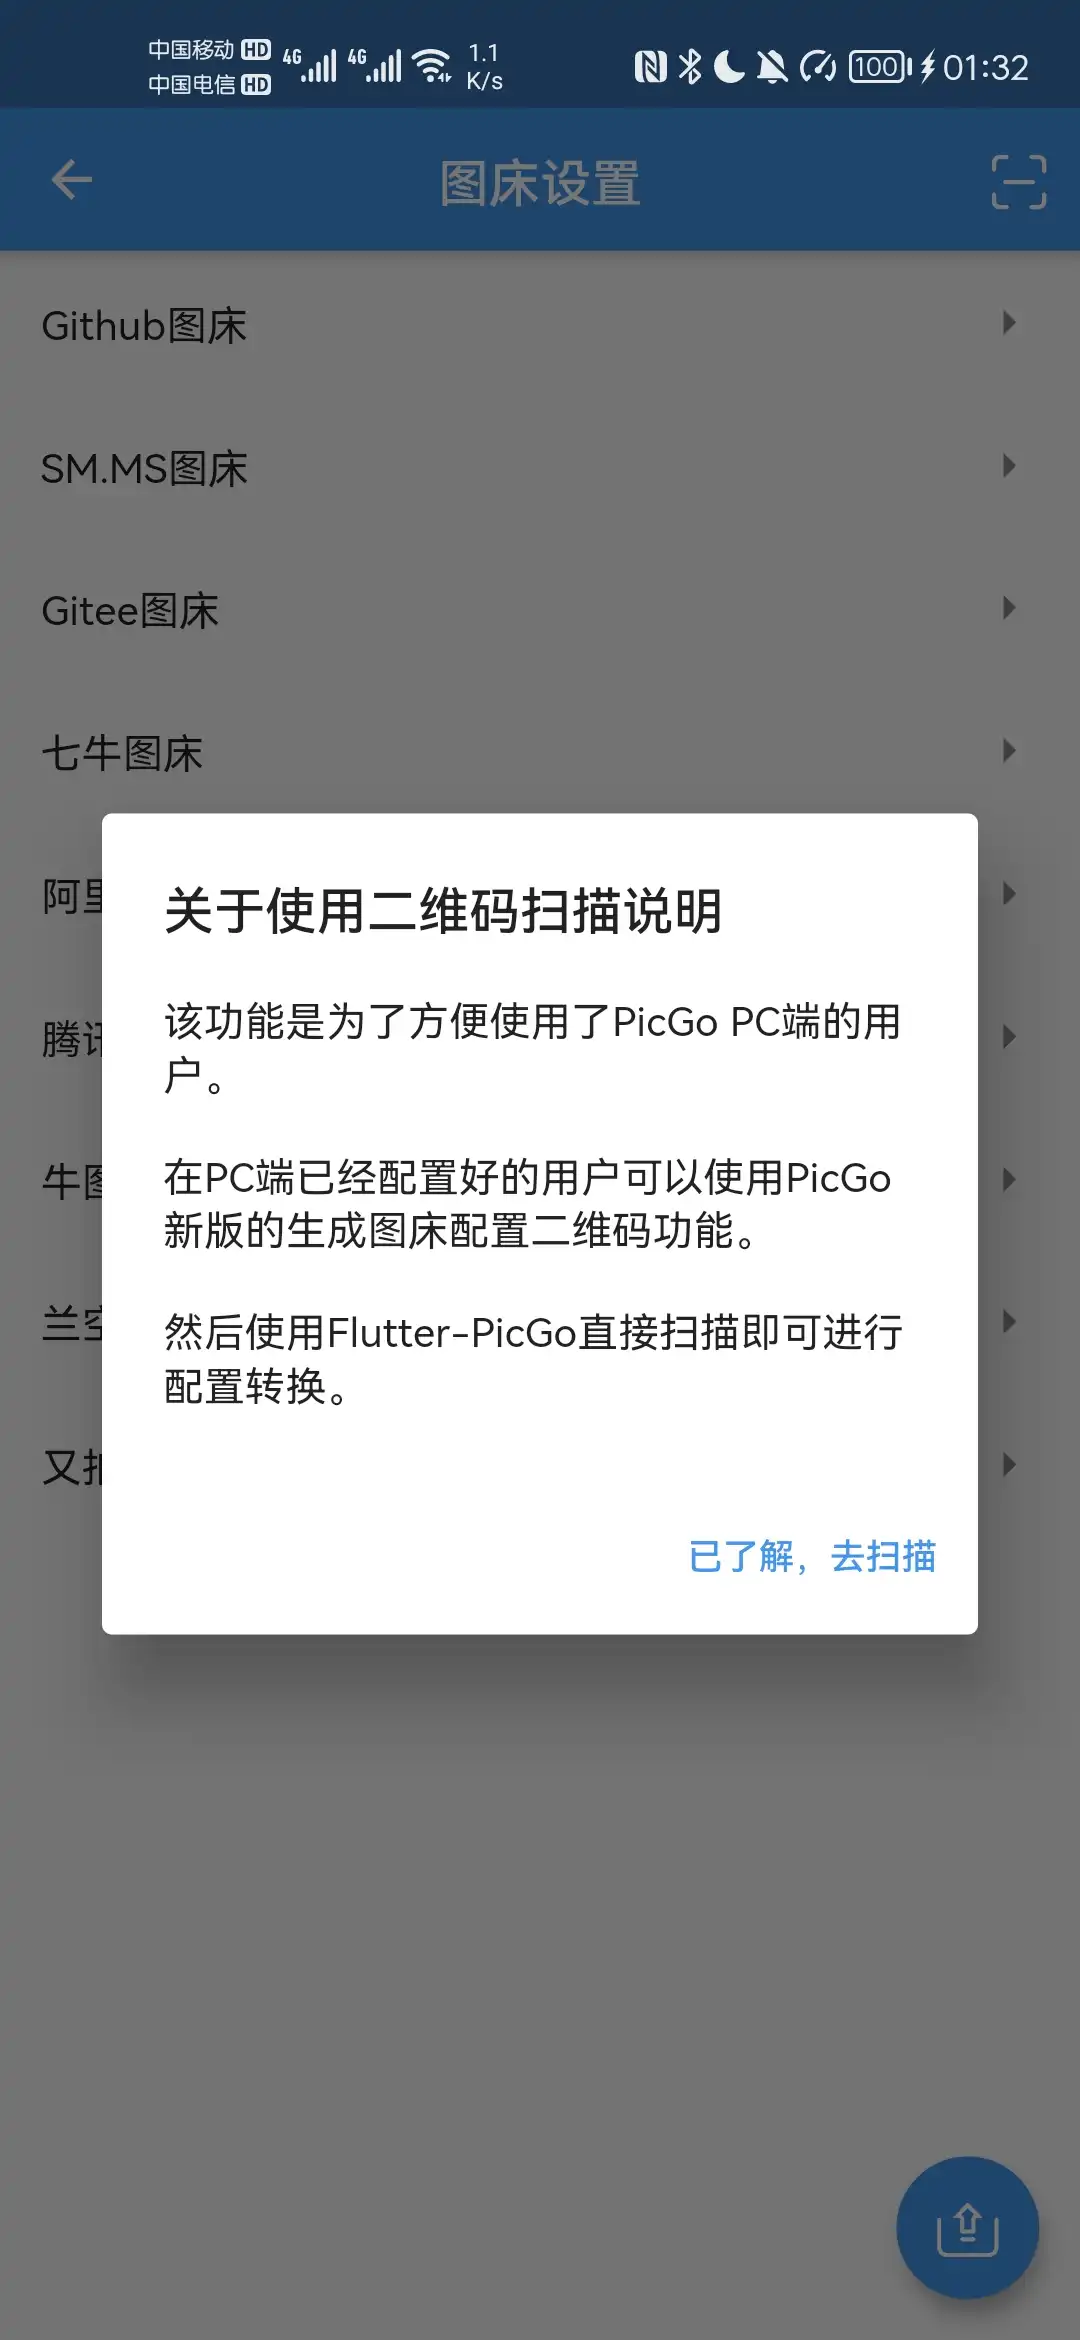 中国移动 HD
中国电信 HD
4G 4G
1.1
K/s
100
01:32
图床设置
Github图床
SM.MS图床
Gitee图床
七牛图床
阿里
腾讯
牛图
兰空
又拍
关于使用二维码扫描说明
该功能是为了方便使用了PicGo PC端的用
户。
在PC端已经配置好的用户可以使用PicGo
新版的生成图床配置二维码功能。
然后使用Flutter-PicGo直接扫描即可进行
配置转换。
已了解，去扫描